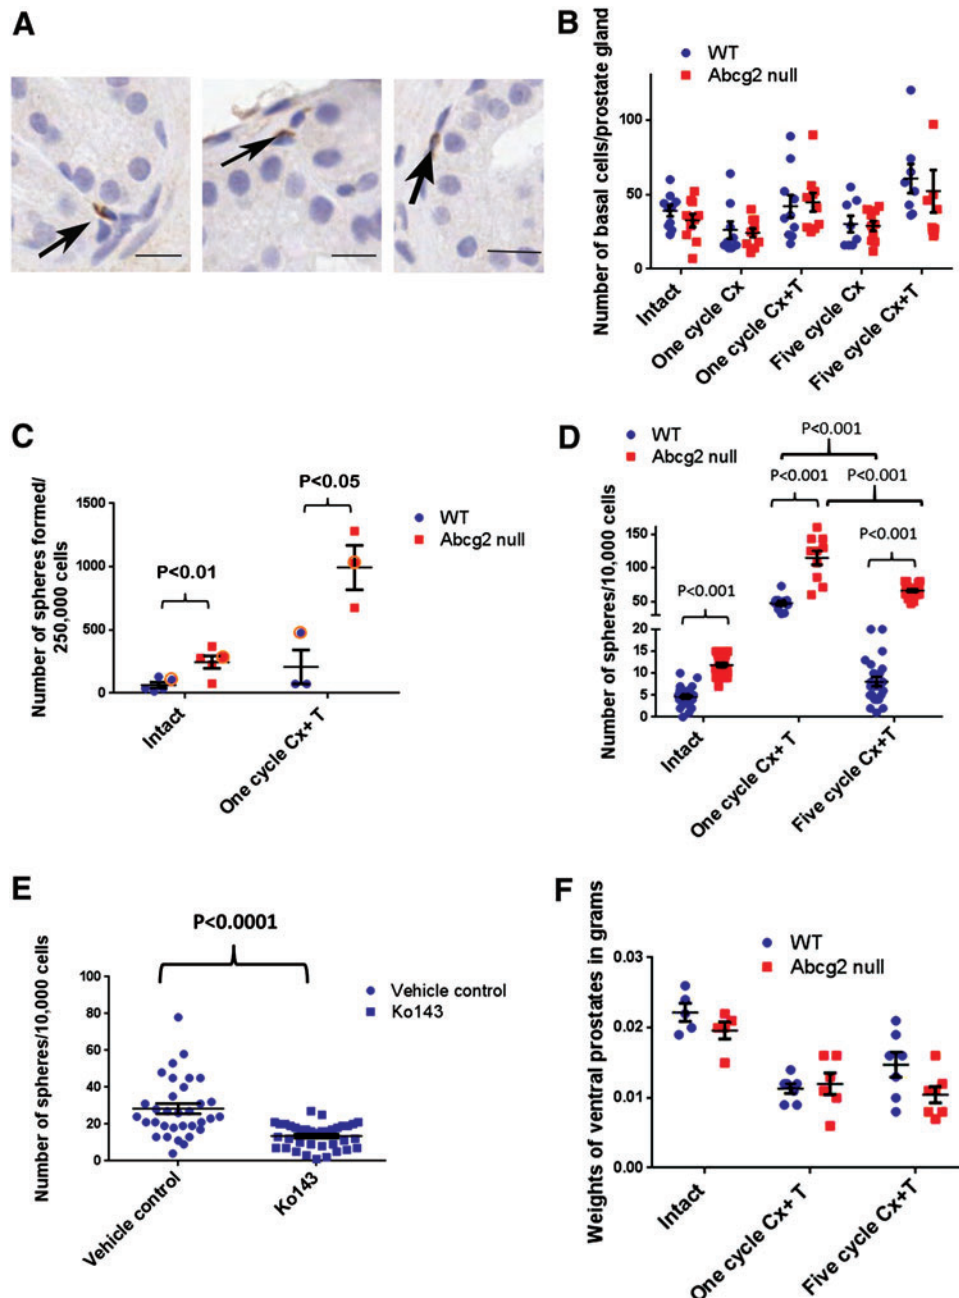 A
B
WT
Abcg2 null
Number of basal cells/prostate gland
100
50
0
Intact
One cycle Cx
One cycle Cx+T
Five cycle Cx
Five cycle Cx+T
C
Number of spheres formed/
250,000 cells
1500
1000
500
0
P<0.01
P<0.05
WT
Abcg2 null
Intact
One cycle Cx+ T
D
WT
Abcg2 null
P<0.001
P<0.001
P<0.001
P<0.001
P<0.001
Number of spheres/10,000 cells
150
100
50
20
15
10
5
0
Intact
One cycle Cx+ T
Five cycle Cx+T
E
P<0.0001
Number of spheres/10,000 cells
100
80
60
40
20
0
Vehicle control
Ko143
Vehicle control
Ko143
F
WT
Abcg2 null
Weights of ventral prostates in grams
0.03
0.02
0.01
0.00
Intact
One cycle Cx+ T
Five cycle Cx+T